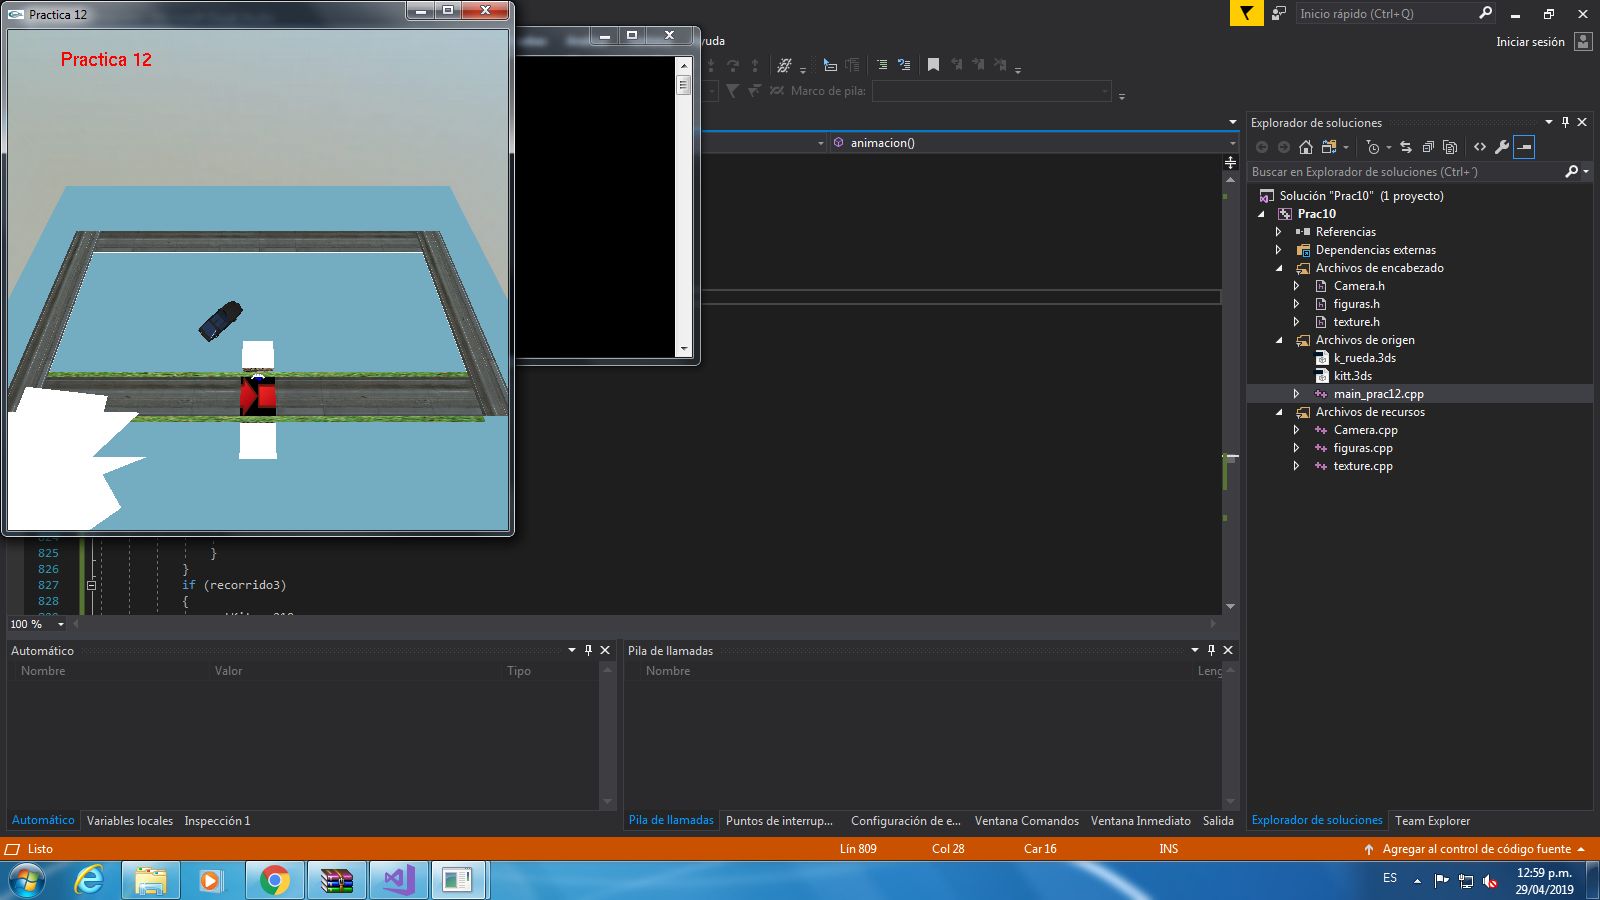 Practica 12
Practica 12
yuda
Inicio rápido (Ctrl+Q)
Iniciar sesión
Marco de pila:
animacion()
Explorador de soluciones
Buscar en Explorador de soluciones (Ctrl+´)
Solución "Prac10" (1 proyecto)
Prac10
Referencias
Dependencias externas
Archivos de encabezado
Camera.h
figuras.h
texture.h
Archivos de origen
k_rueda.3ds
kitt.3ds
main_prac12.cpp
Archivos de recursos
Camera.cpp
figuras.cpp
texture.cpp
825 }
826 }
827 if (recorrido3)
828 {
100 %
Automático
Nombre Valor Tipo
Automático Variables locales Inspección 1
Pila de llamadas
Nombre Leng
Pila de llamadas Puntos de interrup... Configuración de e... Ventana Comandos Ventana Inmediato Salida
Explorador de soluciones Team Explorer
Listo Lín 809 Col 28 Car 16 INS Agregar al control de código fuente
ES
12:59 p.m.
29/04/2019